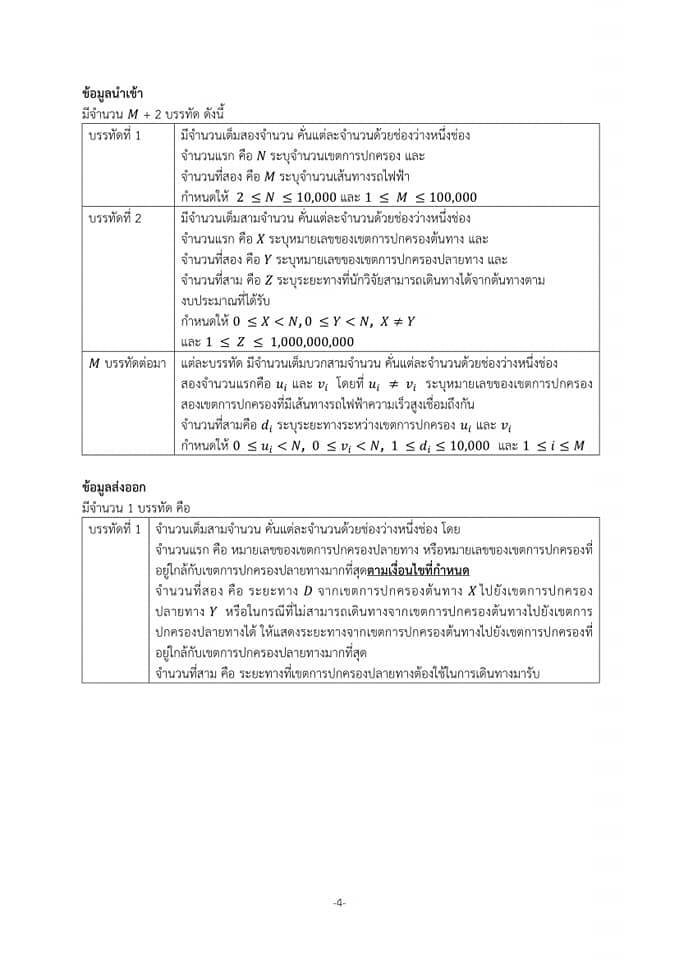 ข้อมูลนำเข้า
มีจำนวน M + 2 บรรทัด ดังนี้
บรรทัดที่ 1
มีจำนวนเต็มสองจำนวน คั่นแต่ละจำนวนด้วยช่องว่างหนึ่งช่อง
จำนวนแรก คือ N ระบุจำนวนเขตการปกครอง และ
จำนวนที่สอง คือ M ระบุจำนวนเส้นทางรถไฟฟ้า
กำหนดให้ 2 ≤ N ≤ 10,000 และ 1 ≤ M ≤ 100,000
บรรทัดที่ 2
มีจำนวนเต็มสามจำนวน คั่นแต่ละจำนวนด้วยช่องว่างหนึ่งช่อง
จำนวนแรก คือ X ระบุหมายเลขของเขตการปกครองต้นทาง และ
จำนวนที่สอง คือ Y ระบุหมายเลขของเขตการปกครองปลายทาง และ
จำนวนที่สาม คือ Z ระบุระยะทางที่นักวิจัยสามารถเดินทางได้จากต้นทางตาม
งบประมาณที่ได้รับ
กำหนดให้ 0 ≤ X < N, 0 ≤ Y < N, X ≠ Y
และ 1 ≤ Z ≤ 1,000,000,000
M บรรทัดต่อมา
แต่ละบรรทัด มีจำนวนเต็มบวกสามจำนวน คั่นแต่ละจำนวนด้วยช่องว่างหนึ่งช่อง
สองจำนวนแรกคือ uᵢ และ vᵢ โดยที่ uᵢ ≠ vᵢ ระบุหมายเลขของเขตการปกครอง
สองเขตการปกครองที่มีเส้นทางรถไฟฟ้าความเร็วสูงเชื่อมถึงกัน
จำนวนที่สามคือ dᵢ ระบุระยะทางระหว่างเขตการปกครอง uᵢ และ vᵢ
กำหนดให้ 0 ≤ uᵢ < N, 0 ≤ vᵢ < N, 1 ≤ dᵢ ≤ 10,000 และ 1 ≤ i ≤ M
ข้อมูลส่งออก
มีจำนวน 1 บรรทัด คือ
บรรทัดที่ 1
จำนวนเต็มสามจำนวน คั่นแต่ละจำนวนด้วยช่องว่างหนึ่งช่อง โดย
จำนวนแรก คือ หมายเลขของเขตการปกครองปลายทาง หรือหมายเลขของเขตการปกครองที่
อยู่ใกล้กับเขตการปกครองปลายทางมากที่สุดตามเงื่อนไขที่กำหนด
จำนวนที่สอง คือ ระยะทาง D จากเขตการปกครองต้นทาง X ไปยังเขตการปกครอง
ปลายทาง Y หรือในกรณีที่ไม่สามารถเดินทางจากเขตการปกครองต้นทางไปยังเขตการ
ปกครองปลายทางได้ ให้แสดงระยะทางจากเขตการปกครองต้นทางไปยังเขตการปกครองที่
อยู่ใกล้กับเขตการปกครองปลายทางมากที่สุด
จำนวนที่สาม คือ ระยะทางที่เขตการปกครองปลายทางต้องใช้ในการเดินทางมารับ
-4-